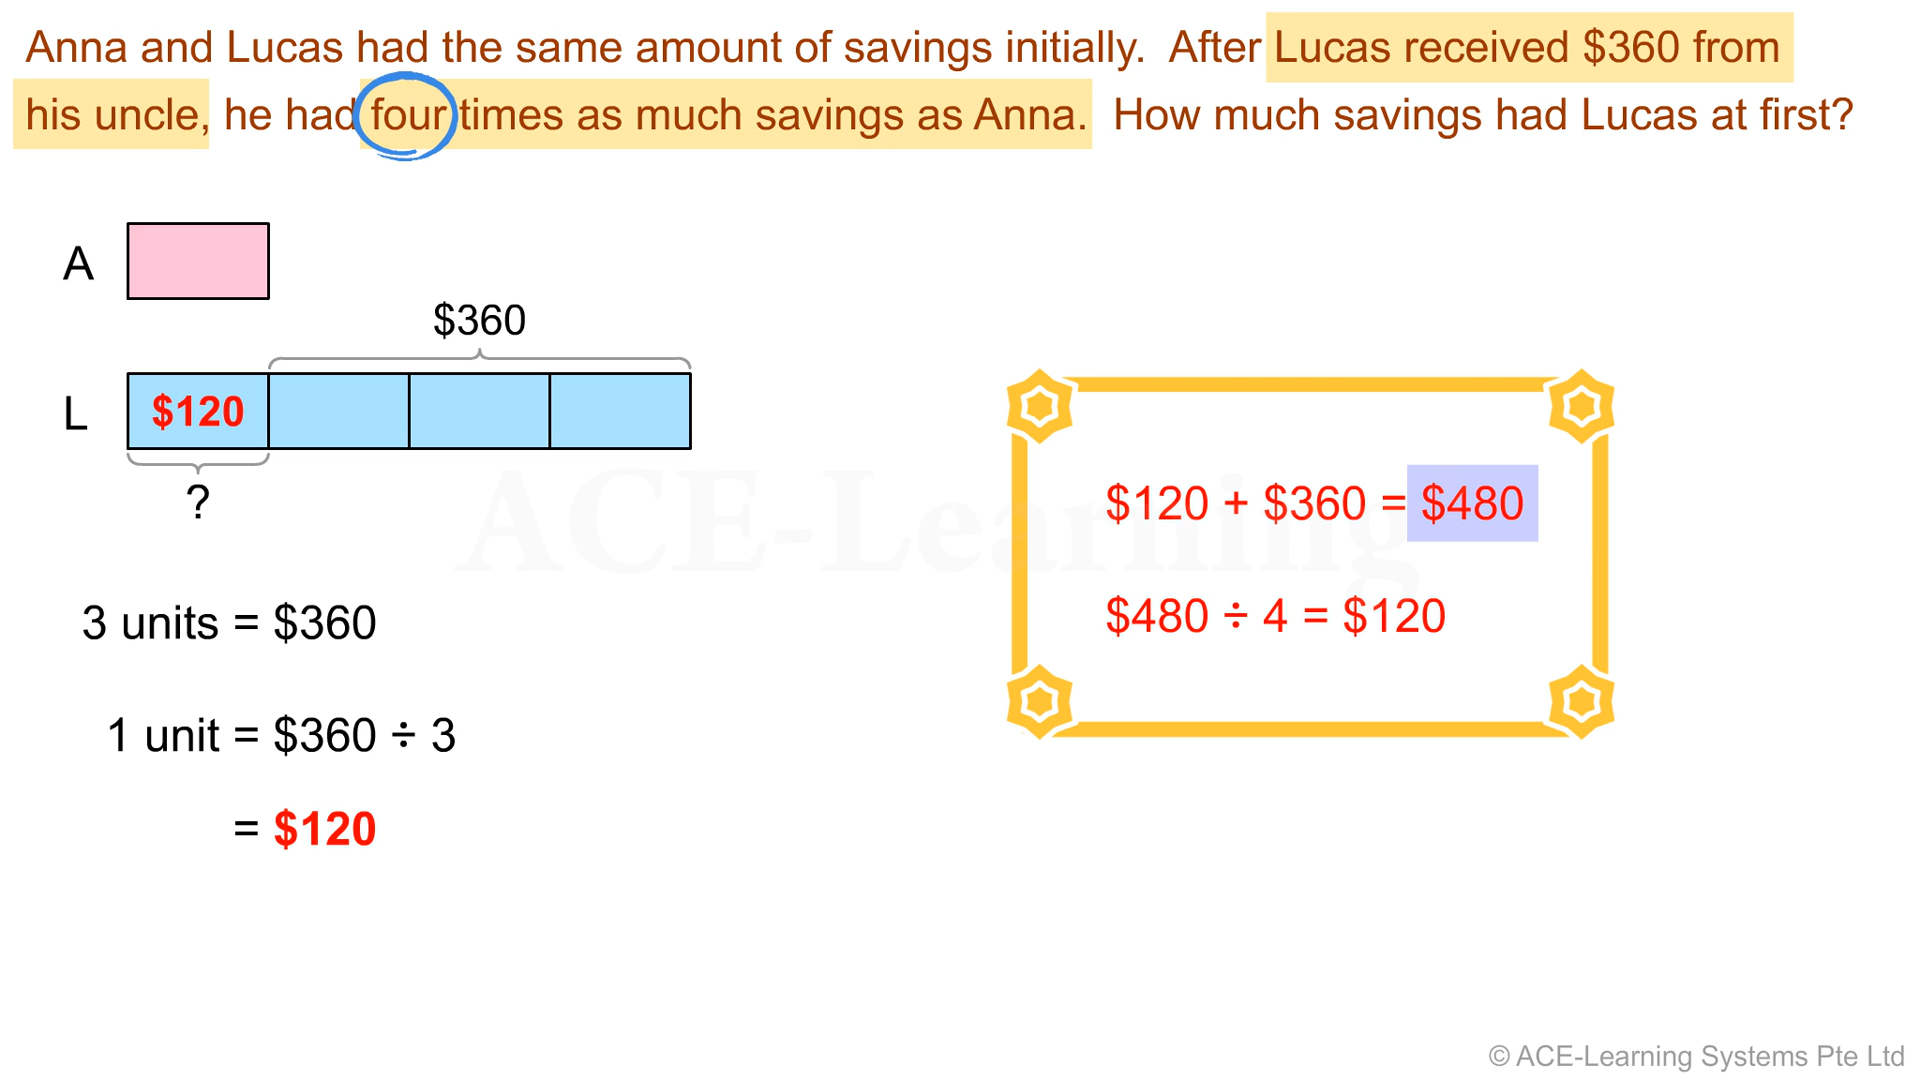 Anna and Lucas had the same amount of savings initially. After Lucas received $360 from
his uncle, he had four times as much savings as Anna. How much savings had Lucas at first?
A
$360
L $120
?
ACE-Learning
$120 + $360 = $480
$480 ÷ 4 = $120
3 units = $360
1 unit = $360 ÷ 3
= $120
© ACE-Learning Systems Pte Ltd